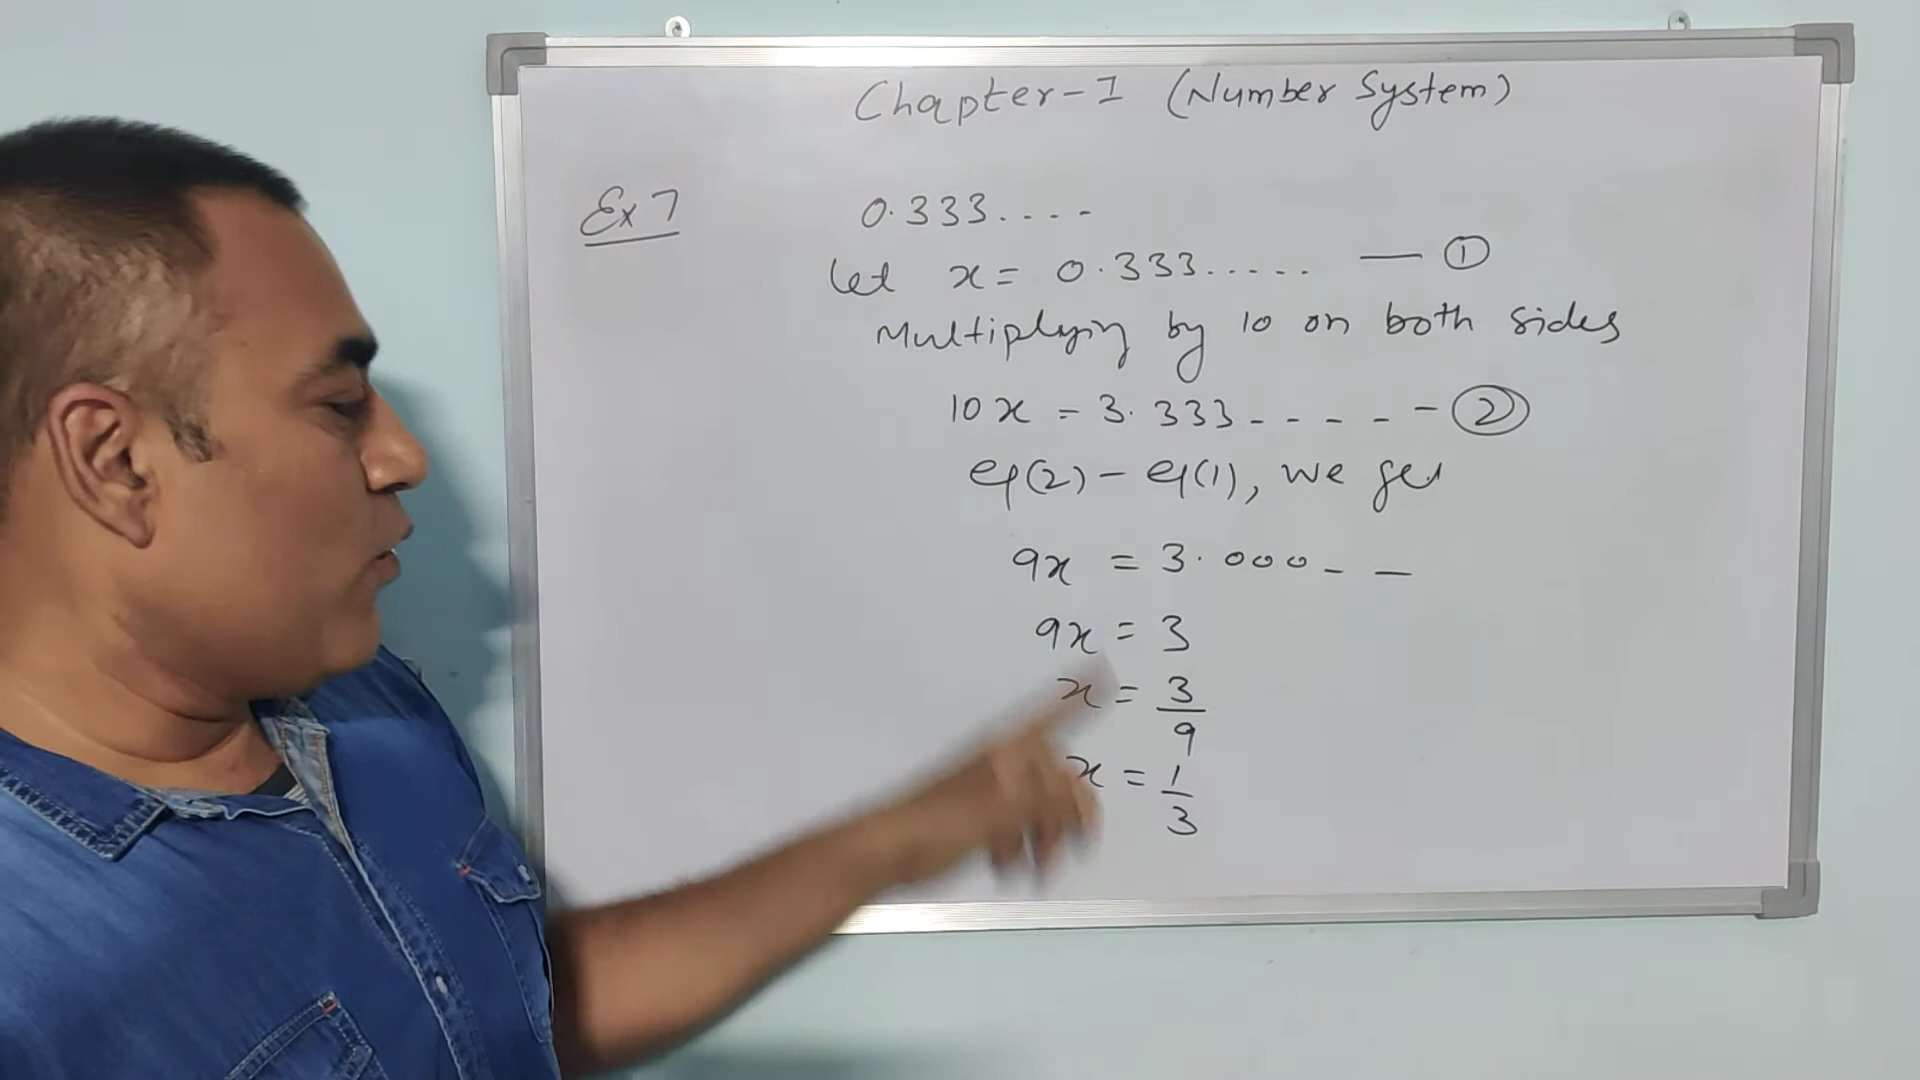 Chapter-I (Number System)
Ex 7
0.333....
Let x = 0.333..... — ①
Multiplying by 10 on both sides
10x = 3.333- - - - - ②
eq(2) - eq(1), we get
9x = 3.000- -
9x = 3
x = 3/9
x = 1/3